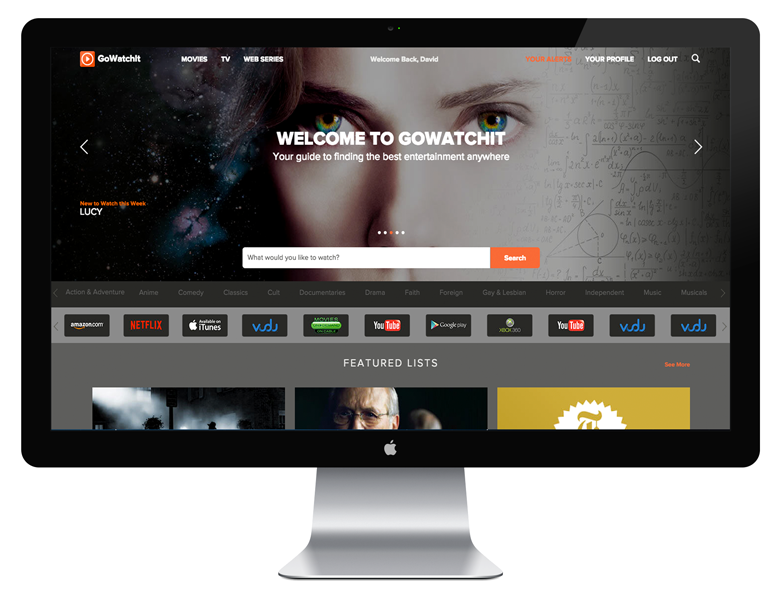 GoWatchIt
MOVIES TV WEB SERIES Welcome Back, David YOUR ALERTS YOUR PROFILE LOG OUT
WELCOME TO GOWATCHIT
Your guide to finding the best entertainment anywhere
New to Watch this Week
LUCY
What would you like to watch? Search
Action & Adventure Anime Comedy Classics Cult Documentaries Drama Faith Foreign Gay & Lesbian Horror Independent Music Musicals
amazon.com NETFLIX Available on iTunes vudu MOVIES YouTube Google play XBOX 360 YouTube vudu vudu
FEATURED LISTS
See More